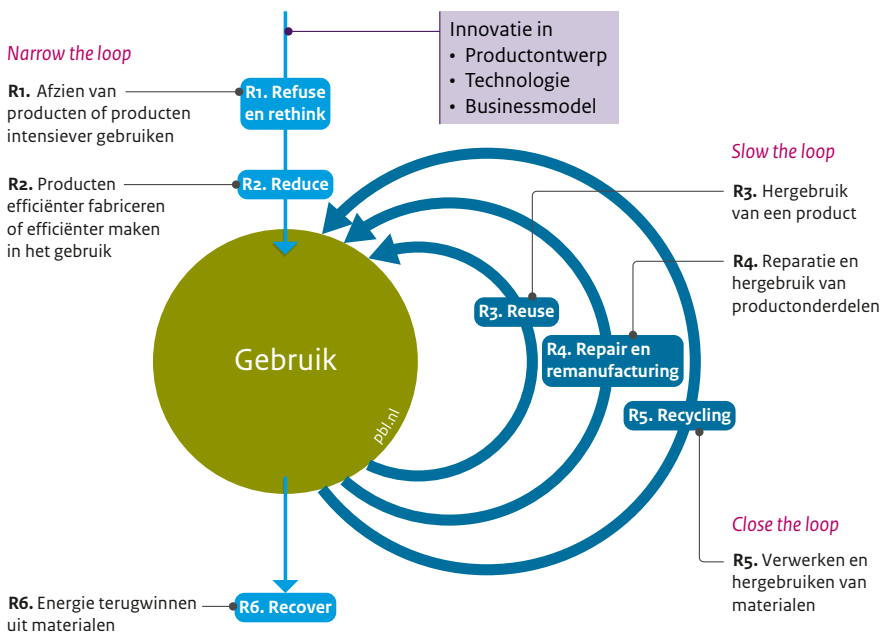 Innovatie in
• Productontwerp
• Technologie
• Businessmodel
Narrow the loop
R1. Afzien van
producten of producten
intensiever gebruiken
R1. Refuse
en rethink
R2. Producten
efficiënter fabriceren
of efficiënter maken
in het gebruik
R2. Reduce
Slow the loop
R3. Hergebruik
van een product
R4. Reparatie en
hergebruik van
productonderdelen
R3. Reuse
R4. Repair en
remanufacturing
R5. Recycling
Gebruik
pbl.nl
Close the loop
R5. Verwerken en
hergebruiken van
materialen
R6. Energie terugwinnen
uit materialen
R6. Recover